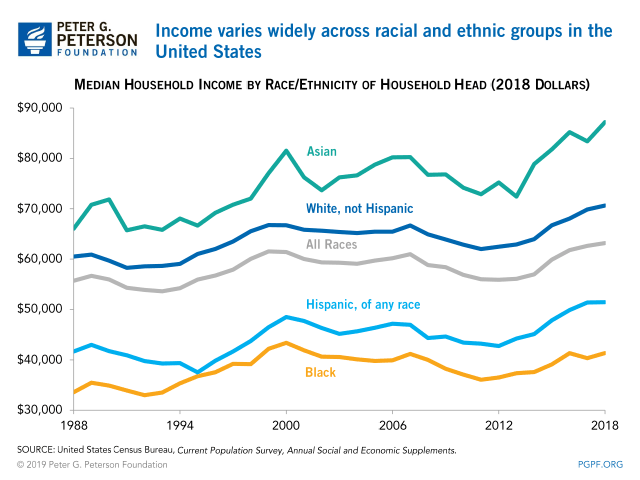 PETER G.
PETERSON
FOUNDATION
Income varies widely across racial and ethnic groups in the
United States
MEDIAN HOUSEHOLD INCOME BY RACE/ETHNICITY OF HOUSEHOLD HEAD (2018 DOLLARS)
$90,000
$80,000
$70,000
$60,000
$50,000
$40,000
$30,000
Asian
White, not Hispanic
All Races
Hispanic, of any race
Black
1988 1994 2000 2006 2012 2018
SOURCE: United States Census Bureau, Current Population Survey, Annual Social and Economic Supplements.
© 2019 Peter G. Peterson Foundation PGPF.ORG